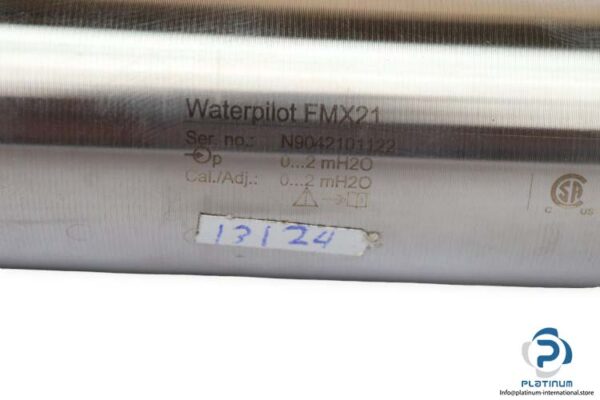 Waterpilot FMX21
Ser. no.: N9042101122
p 0...2 mH2O
Cal./Adj.: 0...2 mH2O
C US
13124
PLATINUM
Info@platinum-international.store